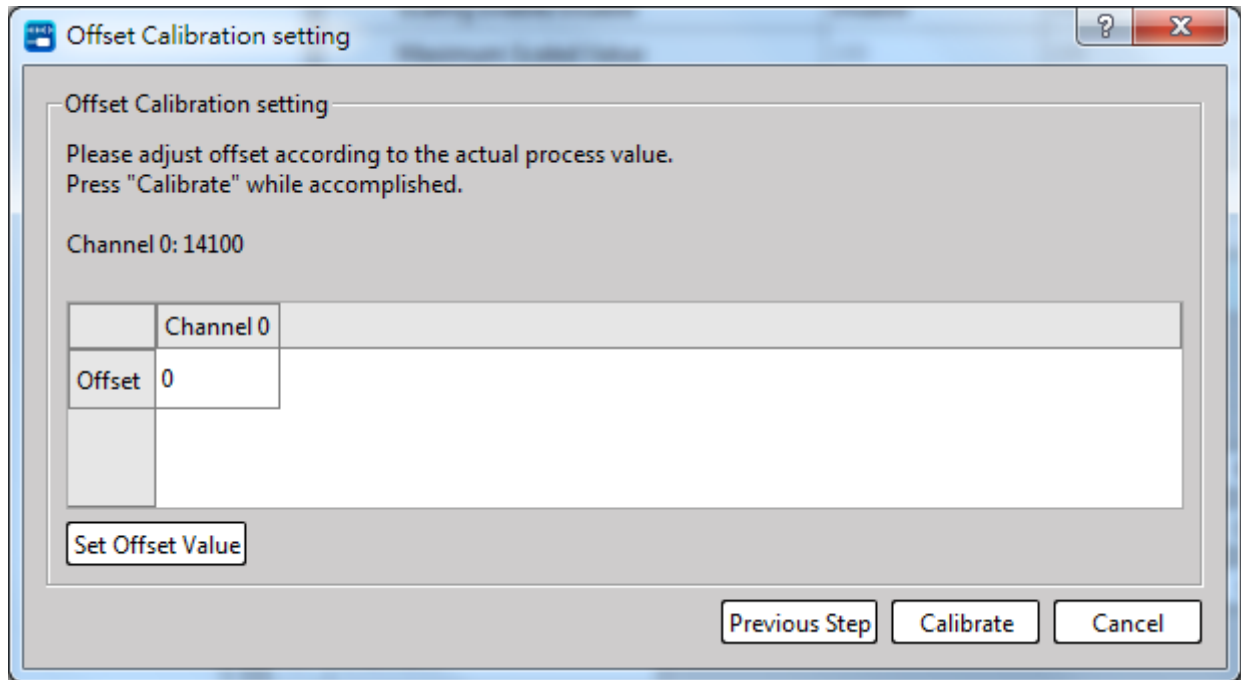 Offset Calibration setting
Offset Calibration setting
Please adjust offset according to the actual process value.
Press "Calibrate" while accomplished.
Channel 0: 14100
Channel 0
Offset 0
Set Offset Value
Previous Step Calibrate Cancel